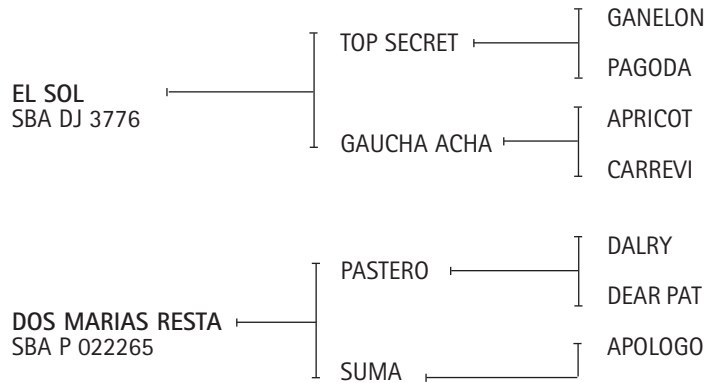 GANELON
TOP SECRET
PAGODA
EL SOL
SBA DJ 3776
APRICOT
GAUCHA ACHA
CARREVI
DALRY
PASTERO
DEAR PAT
DOS MARIAS RESTA
SBA P 022265
APOLOGO
SUMA